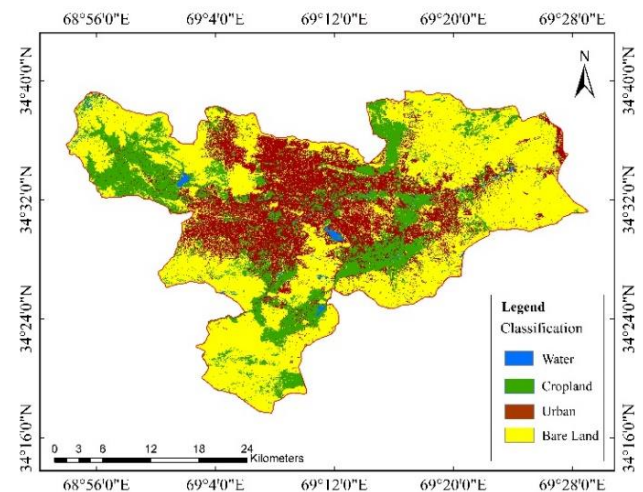 68°56'0"E 69°4'0"E 69°12'0"E 69°20'0"E 69°28'0"E
N
34°40'0"N 34°40'0"N
34°32'0"N 34°32'0"N
34°24'0"N 34°24'0"N
34°16'0"N 34°16'0"N
Legend
Classification
Water
Cropland
Urban
Bare Land
0 3 6 12 18 24
Kilometers
68°56'0"E 69°4'0"E 69°12'0"E 69°20'0"E 69°28'0"E